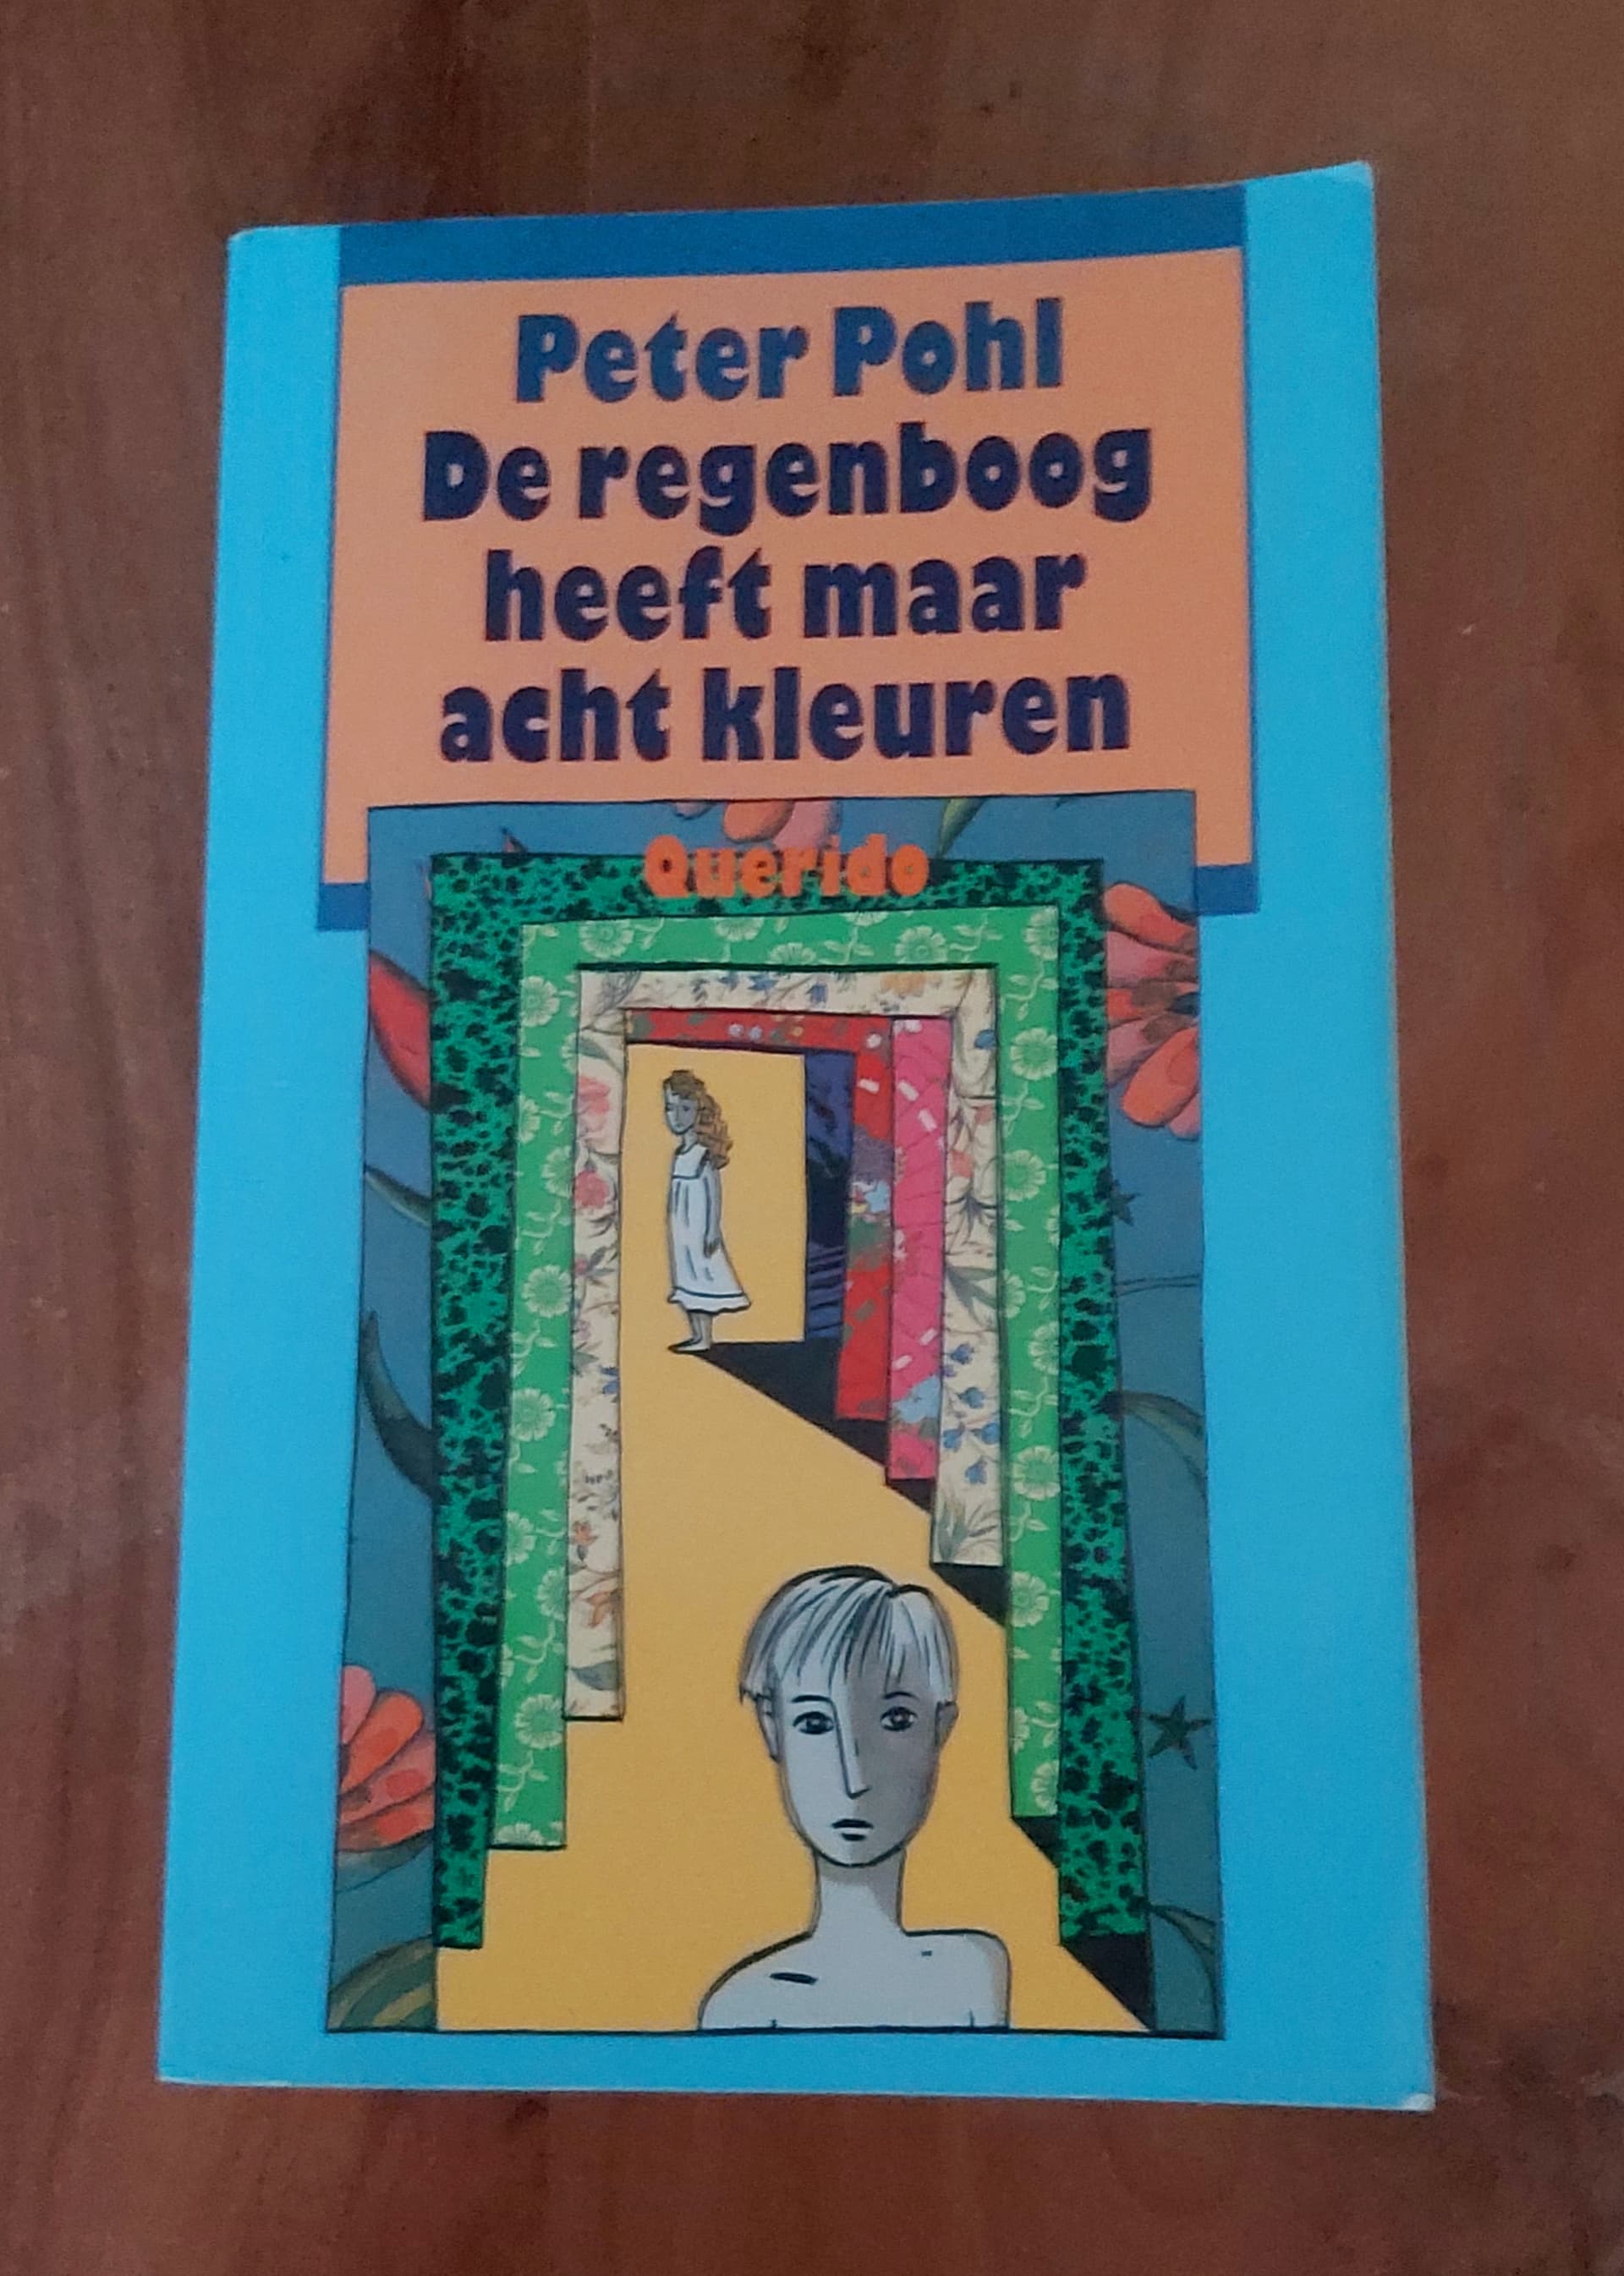 Peter Pohl
De regenboog
heeft maar
acht kleuren
Querido